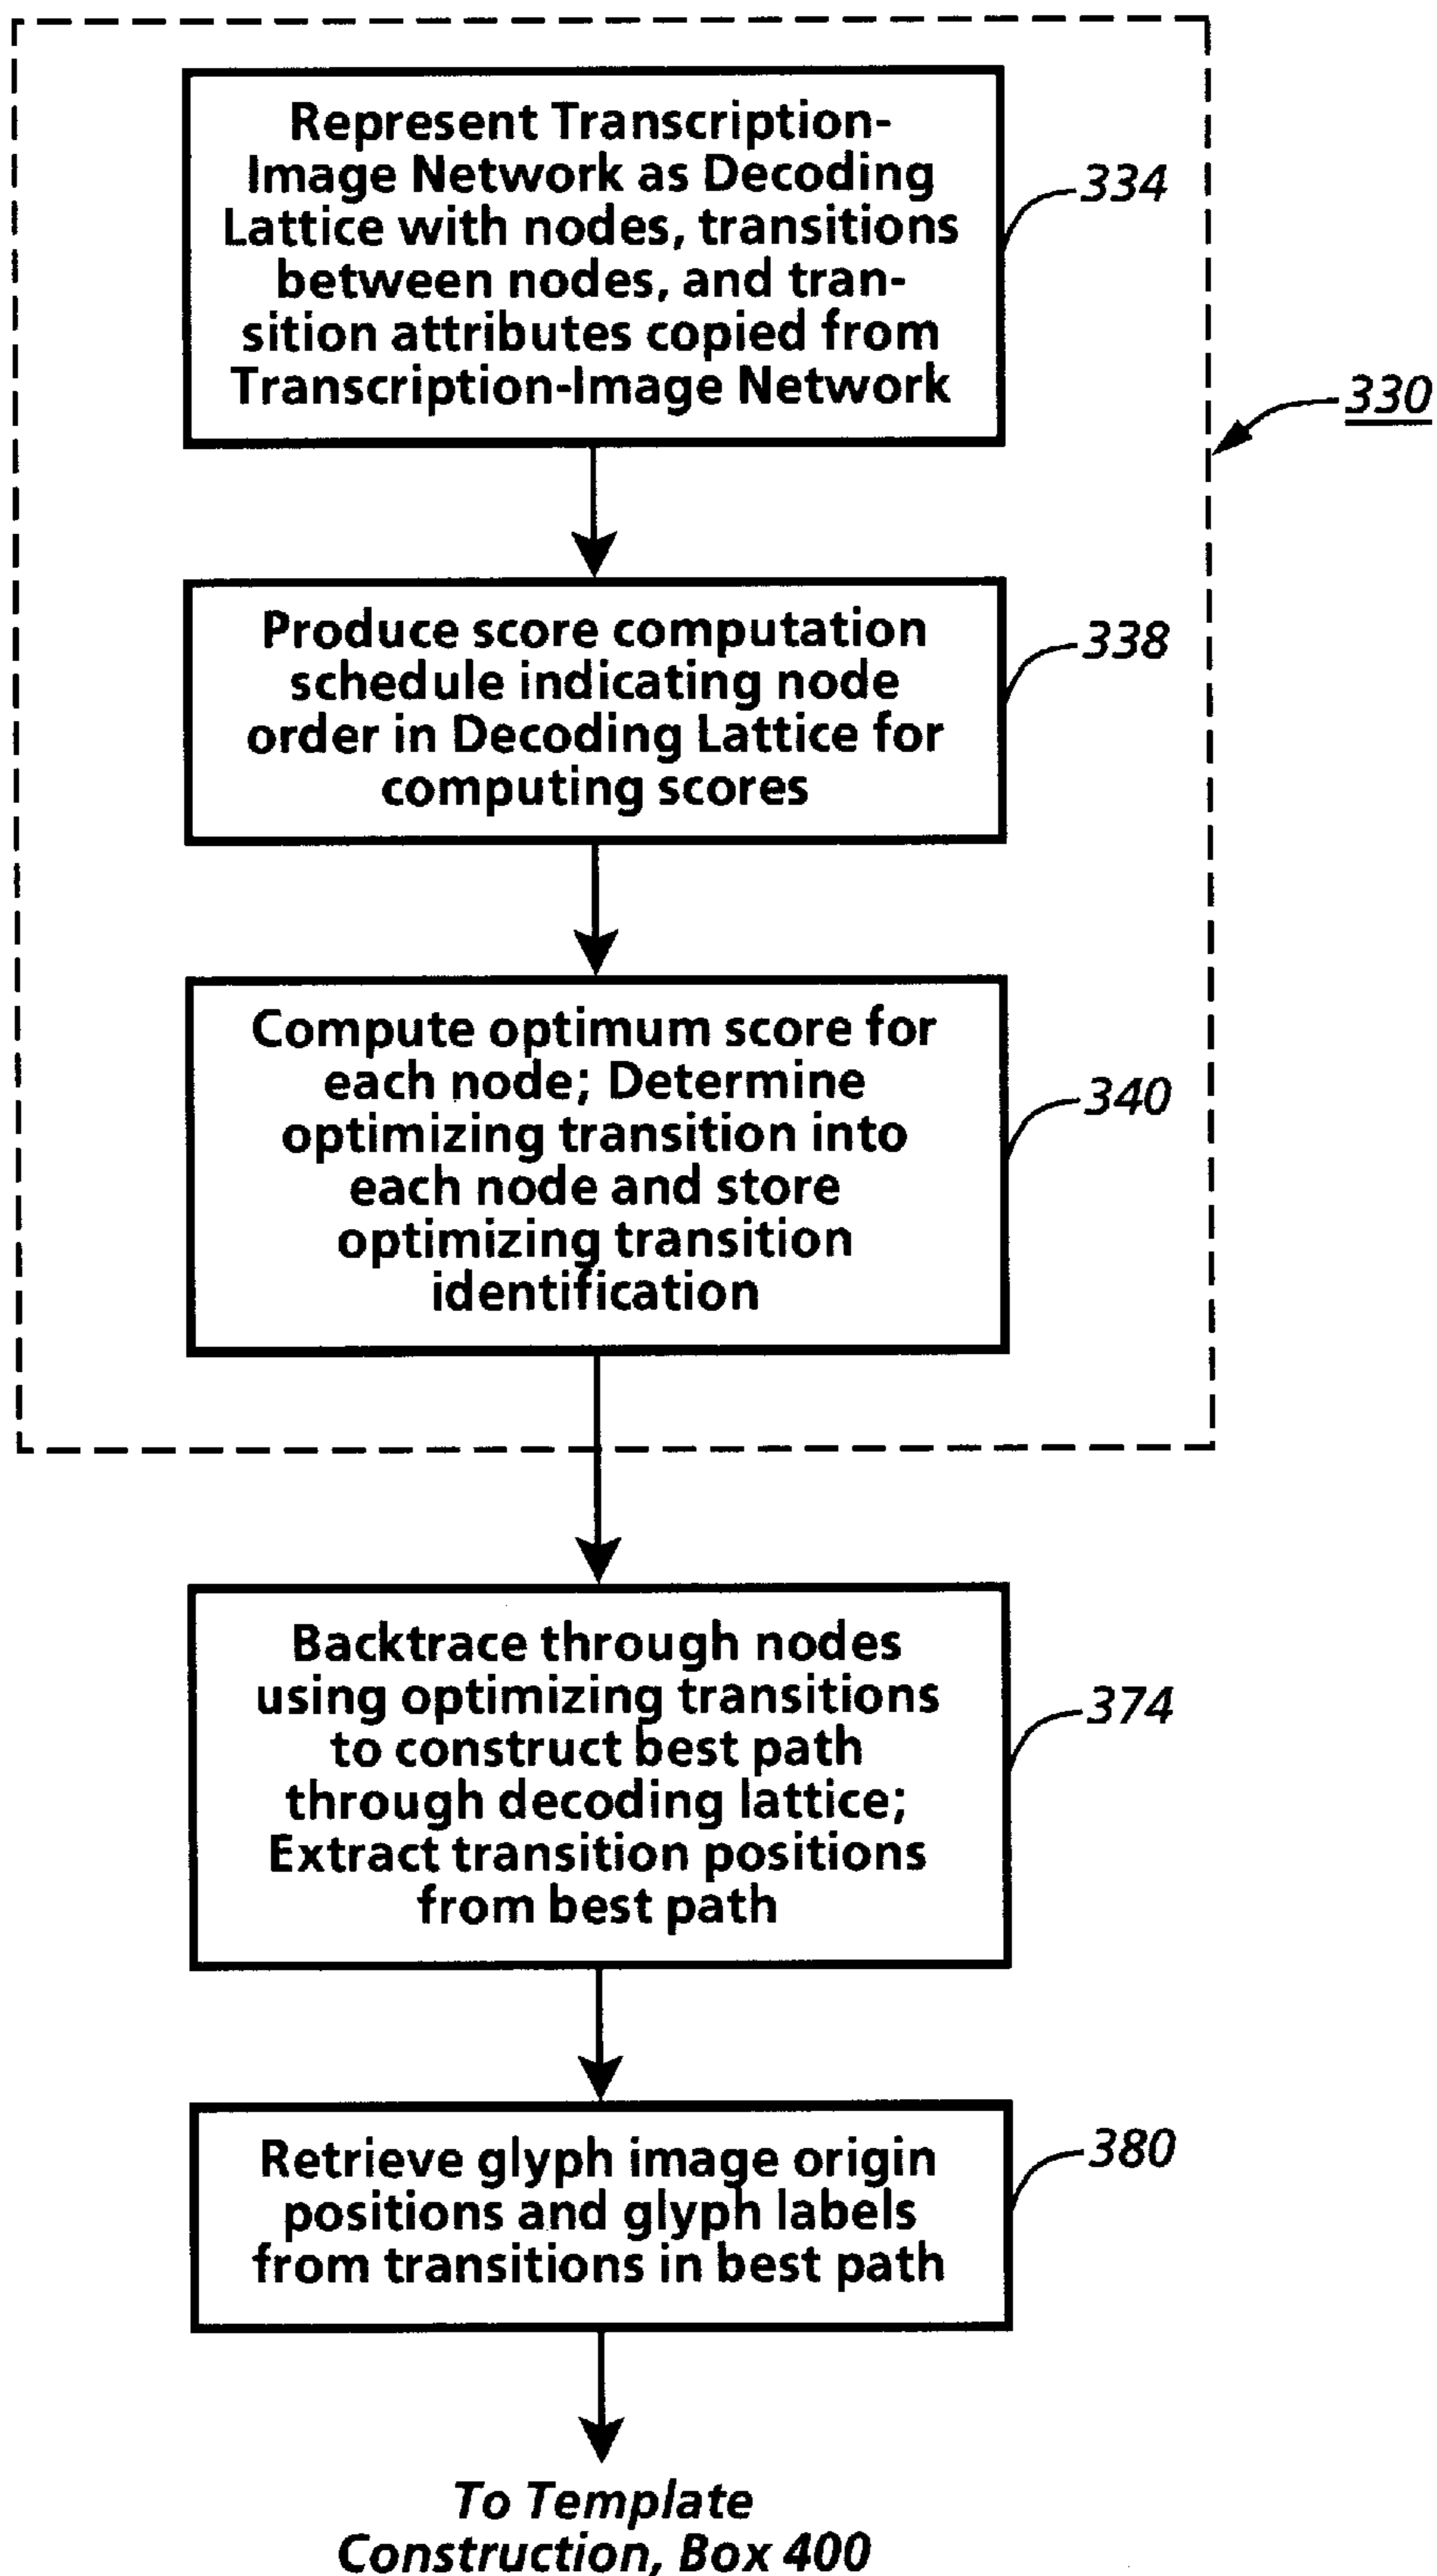 Represent Transcription-
Image Network as Decoding
Lattice with nodes, transitions
between nodes, and tran-
sition attributes copied from
Transcription-Image Network
334
330
Produce score computation
schedule indicating node
order in Decoding Lattice for
computing scores
338
Compute optimum score for
each node; Determine
optimizing transition into
each node and store
optimizing transition
identification
340
Backtrace through nodes
using optimizing transitions
to construct best path
through decoding lattice;
Extract transition positions
from best path
374
Retrieve glyph image origin
positions and glyph labels
from transitions in best path
380
To Template
Construction, Box 400